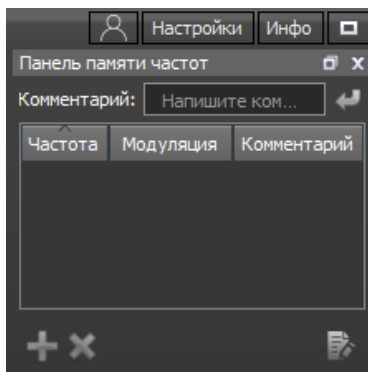 Настройки Инфо
Панель памяти частот
Комментарий: Напишите ком...
Частота Модуляция Комментарий